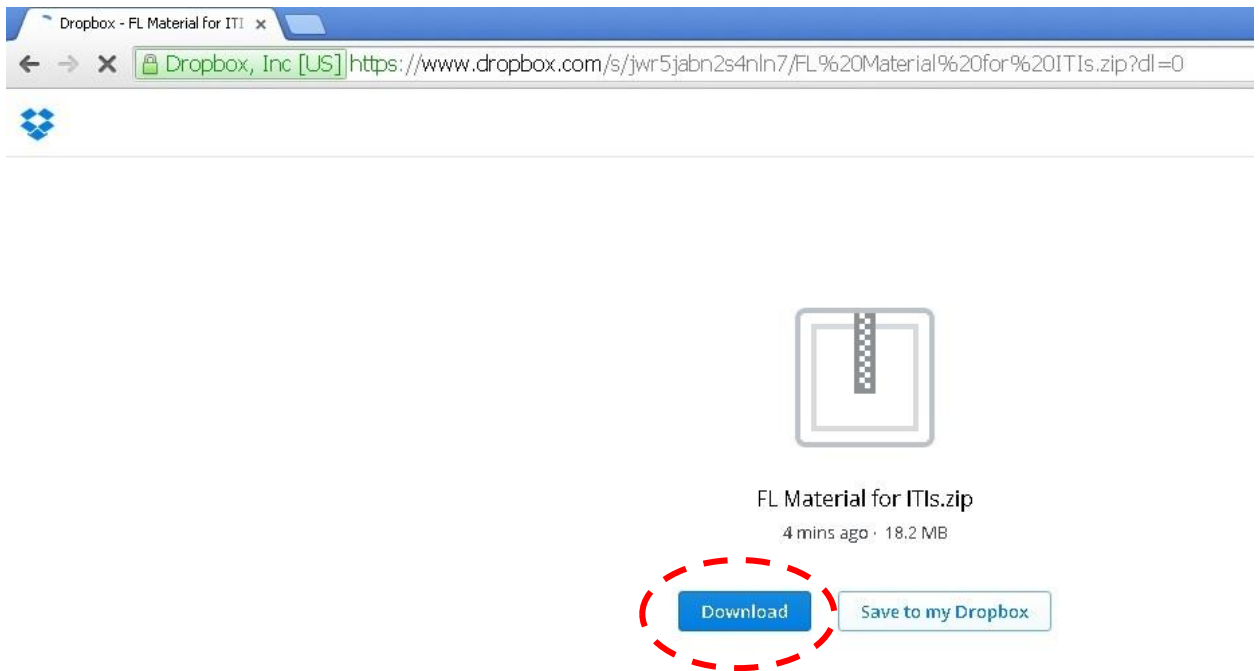 Dropbox - FL Material for ITI
Dropbox, Inc [US] https://www.dropbox.com/s/jwr5jabn2s4nln7/FL%20Material%20for%20ITIs.zip?dl=0
FL Material for ITIs.zip
4 mins ago · 18.2 MB
Download Save to my Dropbox